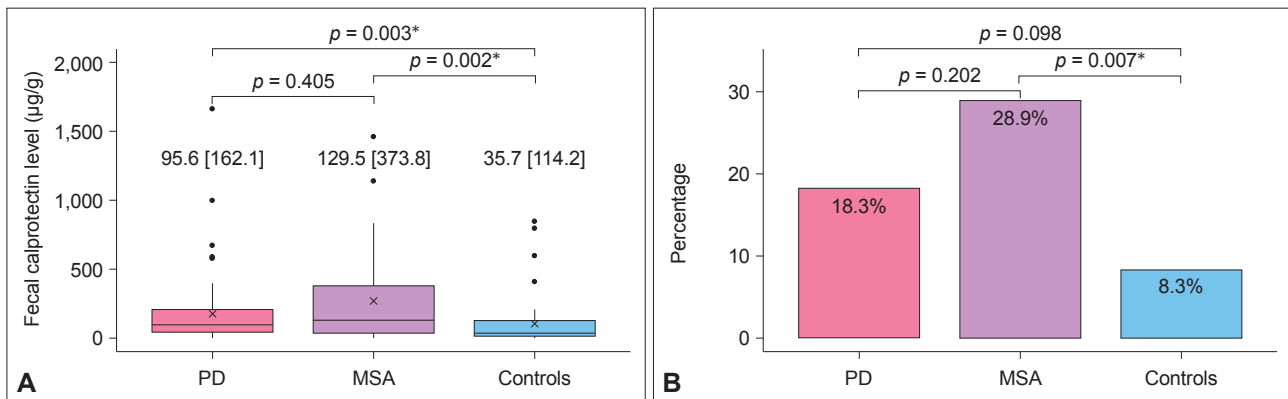 p = 0.003*
2,000
p = 0.002*
p = 0.405
1,500
95.6 [162.1]
129.5 [373.8]
35.7 [114.2]
1,000
500
0
Fecal calprotectin level (µg/g)
PD
MSA
Controls
A
p = 0.098
p = 0.007*
p = 0.202
30
28.9%
20
18.3%
10
8.3%
0
Percentage
PD
MSA
Controls
B